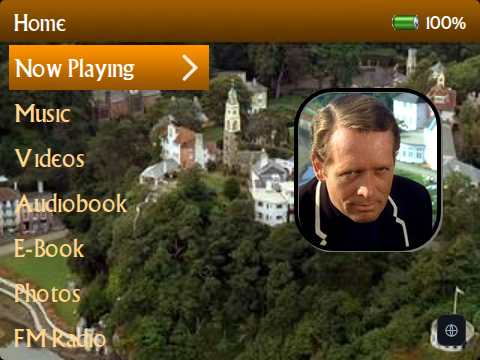 Home
100%
Now Playing
Music
Videos
Audiobook
E-Book
Photos
FM Radio